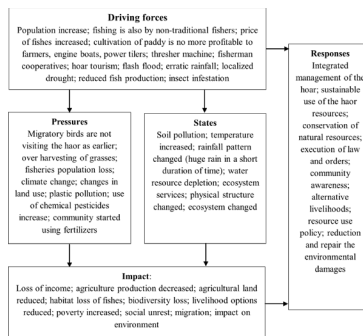 Driving forces
Population increase; fishing is also by non-traditional fishers; price
of fishes increased; cultivation of paddy is no more profitable to
farmers, engine boats, power tilers; thresher machine; fisherman
cooperatives; hoar tourism; flash flood; erratic rainfall; localized
drought; reduced fish production; insect infestation
Pressures
Migratory birds are not
visiting the haor as earlier;
over harvesting of grasses;
fisheries population loss;
climate change; changes in
land use; plastic pollution; use
of chemical pesticides
increase; community started
using fertilizers
States
Soil pollution; temperature
increased; rainfall pattern
changed (huge rain in a short
duration of time); water
resource depletion; ecosystem
services; physical structure
changed; ecosystem changed
Responses
Integrated
management of the
hoar; sustainable
use of the haor
resources;
conservation of
natural resources;
execution of law
and orders;
community
awareness;
alternative
livelihoods;
resource use
policy; reduction
and repair the
environmental
damages
Impact:
Loss of income; agriculture production decreased; agricultural land
reduced; habitat loss of fishes; biodiversity loss; livelihood options
reduced; poverty increased; social unrest; migration; impact on
environment